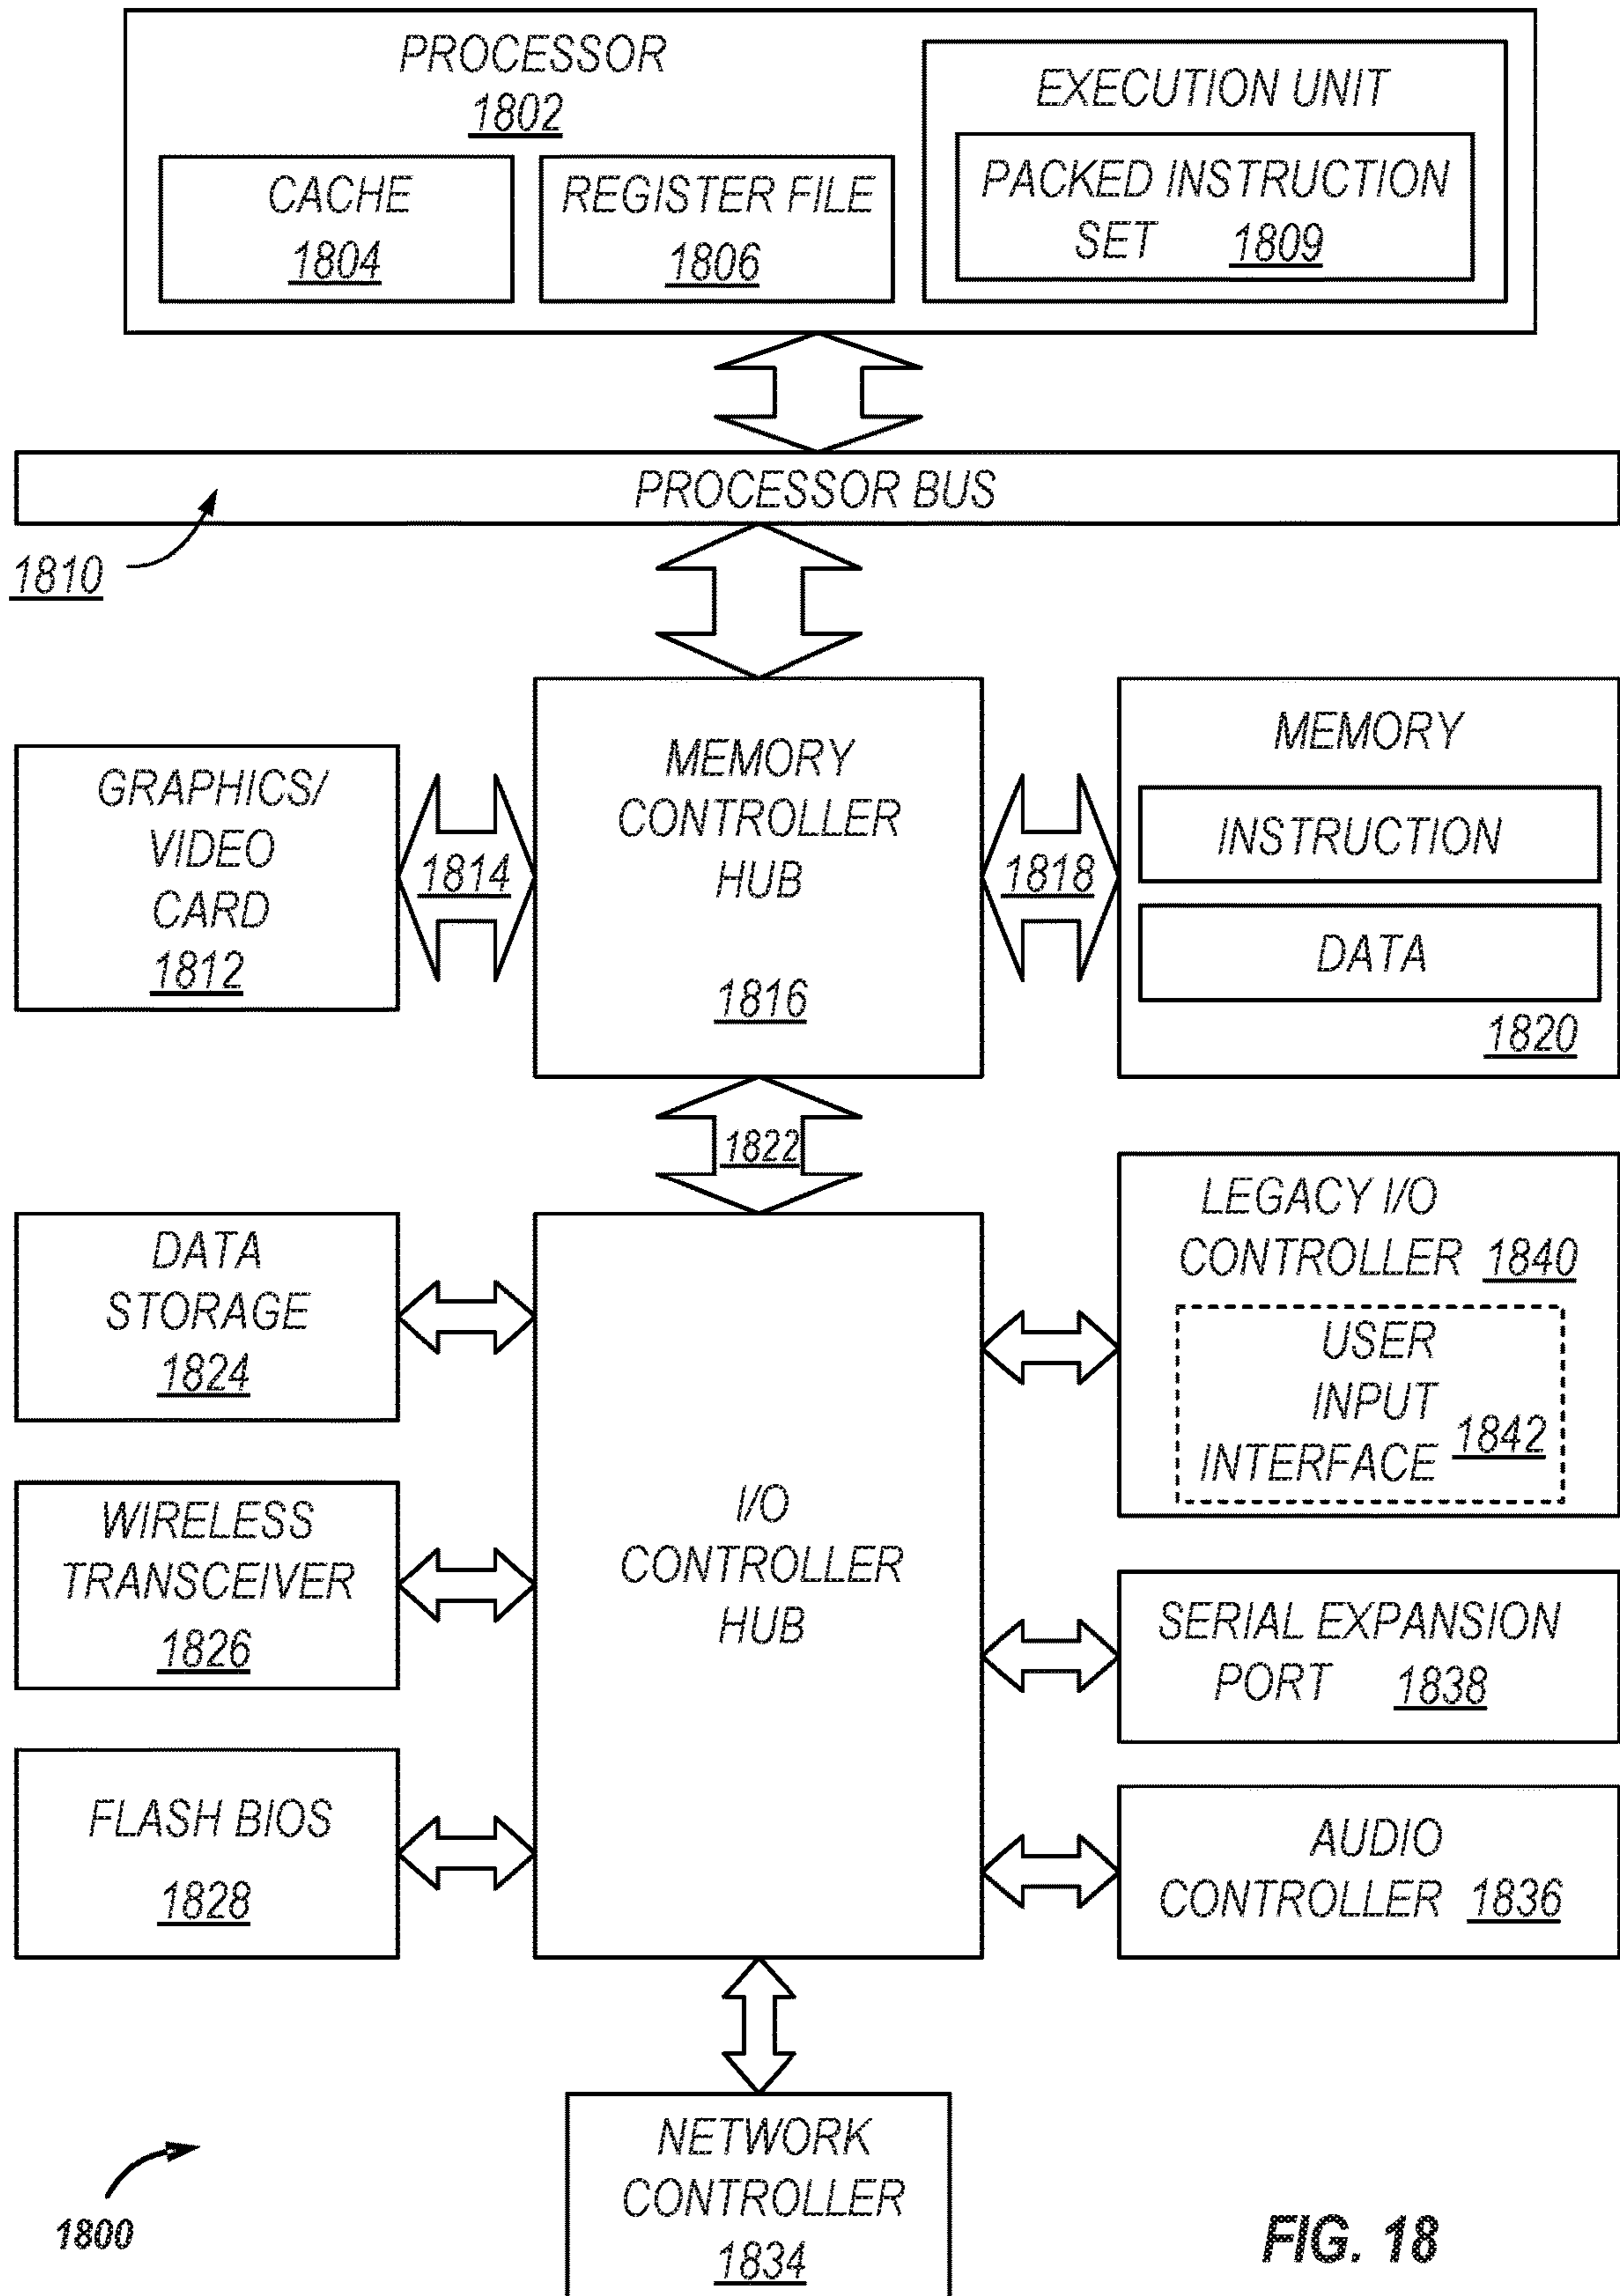 PROCESSOR
1802
CACHE
1804
REGISTER FILE
1806
EXECUTION UNIT
PACKED INSTRUCTION
SET 1809
PROCESSOR BUS
1810
GRAPHICS/
VIDEO
CARD
1812
1814
MEMORY
CONTROLLER
HUB
1816
1818
MEMORY
INSTRUCTION
DATA
1820
1822
DATA
STORAGE
1824
WIRELESS
TRANSCEIVER
1826
FLASH BIOS
1828
I/O
CONTROLLER
HUB
LEGACY I/O
CONTROLLER 1840
USER
INPUT
INTERFACE 1842
SERIAL EXPANSION
PORT 1838
AUDIO
CONTROLLER 1836
NETWORK
CONTROLLER
1834
1800
FIG. 18